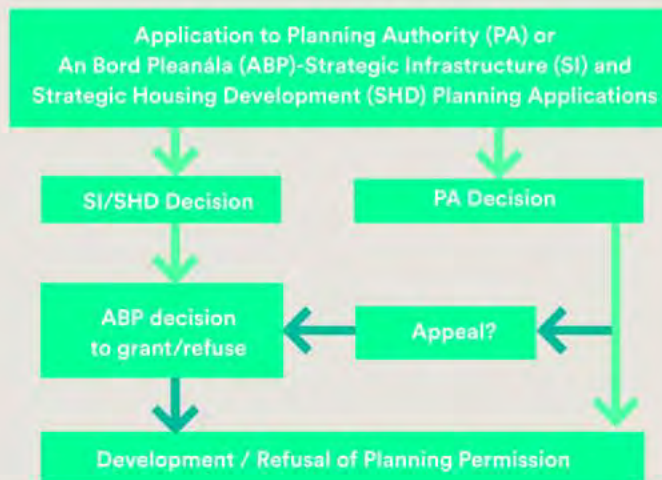 Application to Planning Authority (PA) or
An Bord Pleanála (ABP)-Strategic Infrastructure (SI) and
Strategic Housing Development (SHD) Planning Applications
SI/SHD Decision
PA Decision
ABP decision
to grant/refuse
Appeal?
Development / Refusal of Planning Permission